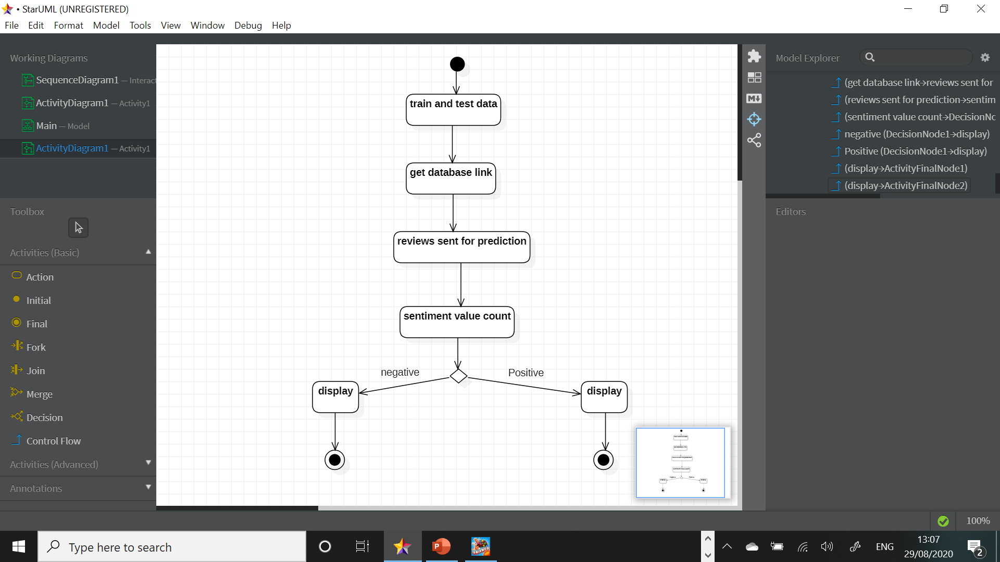 • StarUML (UNREGISTERED)
File Edit Format Model Tools View Window Debug Help
Working Diagrams
SequenceDiagram1 — Interact
ActivityDiagram1 — Activity1
Main — Model
ActivityDiagram1 — Activity1
Toolbox
Activities (Basic)
Action
Initial
Final
Fork
Join
Merge
Decision
Control Flow
Activities (Advanced)
Annotations
train and test data
get database link
reviews sent for prediction
sentiment value count
negative
Positive
display
display
Model Explorer
(get database link→reviews sent for
(reviews sent for prediction→sentim
(sentiment value count→DecisionNo
negative (DecisionNode1→display)
Positive (DecisionNode1→display)
(display→ActivityFinalNode1)
(display→ActivityFinalNode2)
Editors
100%
Type here to search
ENG
13:07
29/08/2020
2